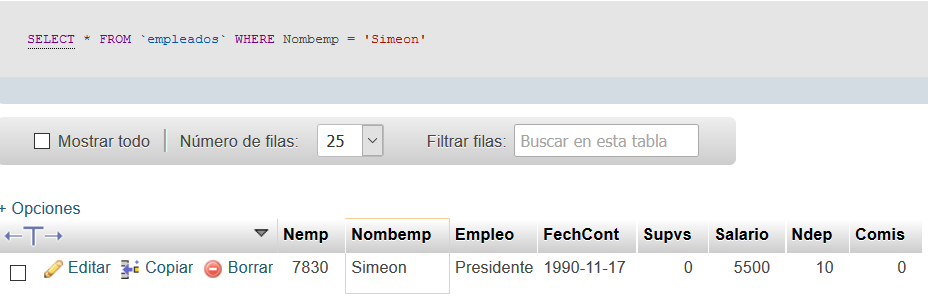 SELECT * FROM `empleados` WHERE Nombemp = 'Simeon'
Mostrar todo Número de filas: 25 Filtrar filas: Buscar en esta tabla
+ Opciones
←T→ Nemp Nombemp Empleo FechCont Supvs Salario Ndep Comis
Editar Copiar Borrar 7830 Simeon Presidente 1990-11-17 0 5500 10 0